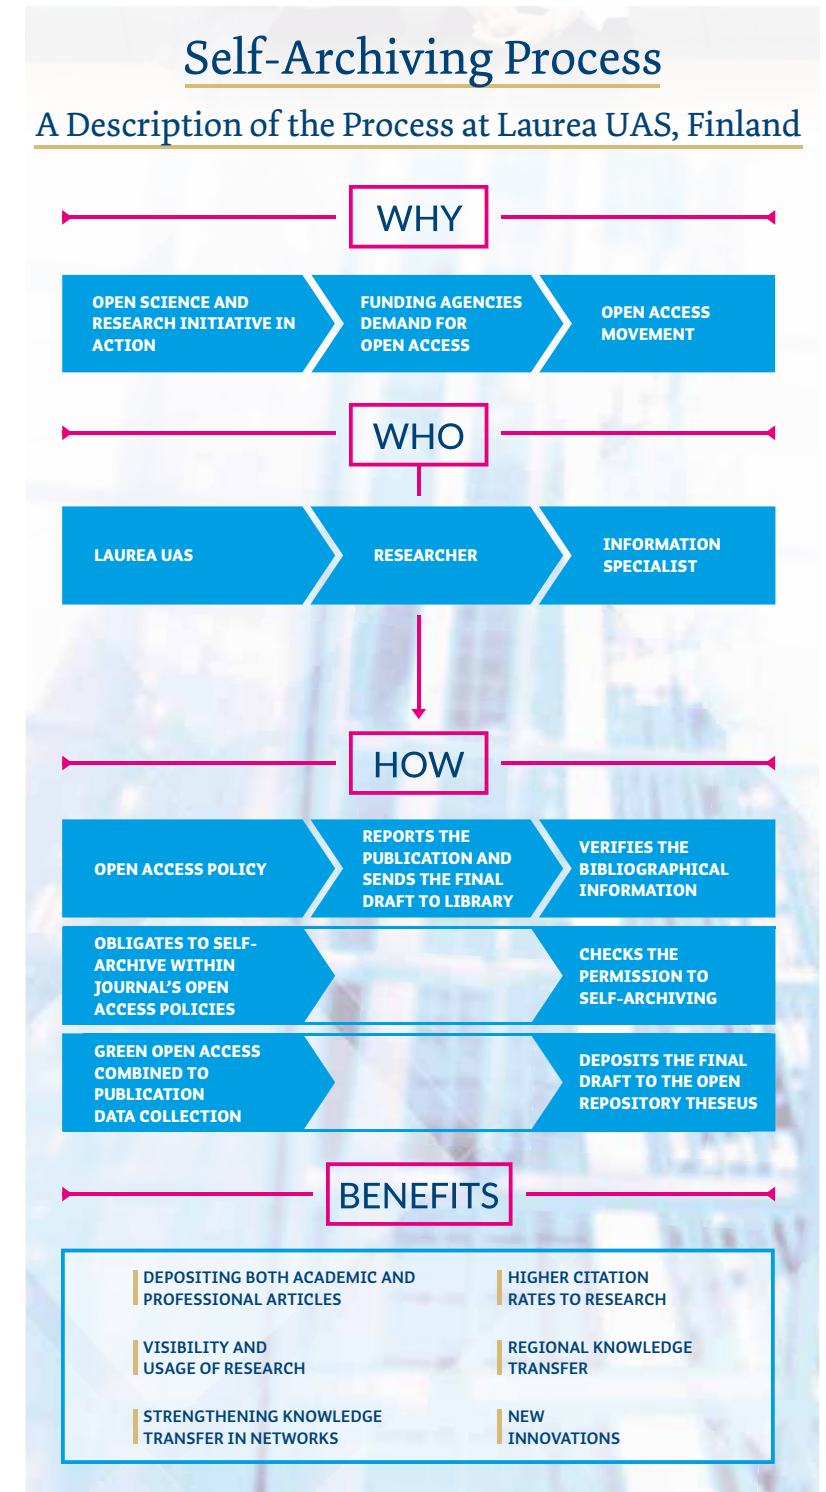 Self-Archiving Process
A Description of the Process at Laurea UAS, Finland
WHY
OPEN SCIENCE AND
RESEARCH INITIATIVE IN
ACTION
FUNDING AGENCIES
DEMAND FOR
OPEN ACCESS
OPEN ACCESS
MOVEMENT
WHO
LAUREA UAS
RESEARCHER
INFORMATION
SPECIALIST
HOW
OPEN ACCESS POLICY
REPORTS THE
PUBLICATION AND
SENDS THE FINAL
DRAFT TO LIBRARY
VERIFIES THE
BIBLIOGRAPHICAL
INFORMATION
OBLIGATES TO SELF-
ARCHIVE WITHIN
JOURNAL'S OPEN
ACCESS POLICIES
CHECKS THE
PERMISSION TO
SELF-ARCHIVING
GREEN OPEN ACCESS
COMBINED TO
PUBLICATION
DATA COLLECTION
DEPOSITS THE FINAL
DRAFT TO THE OPEN
REPOSITORY THESEUS
BENEFITS
DEPOSITING BOTH ACADEMIC AND
PROFESSIONAL ARTICLES
HIGHER CITATION
RATES TO RESEARCH
VISIBILITY AND
USAGE OF RESEARCH
REGIONAL KNOWLEDGE
TRANSFER
STRENGTHENING KNOWLEDGE
TRANSFER IN NETWORKS
NEW
INNOVATIONS